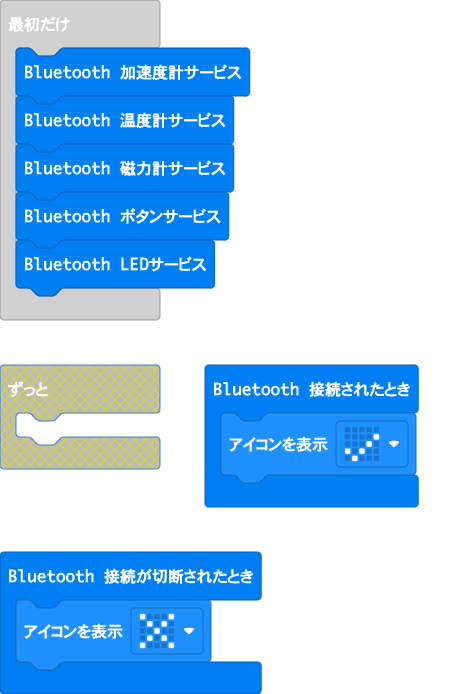 最初だけ
Bluetooth 加速度計サービス
Bluetooth 温度計サービス
Bluetooth 磁力計サービス
Bluetooth ボタンサービス
Bluetooth LEDサービス
ずっと
Bluetooth 接続されたとき
アイコンを表示
Bluetooth 接続が切断されたとき
アイコンを表示